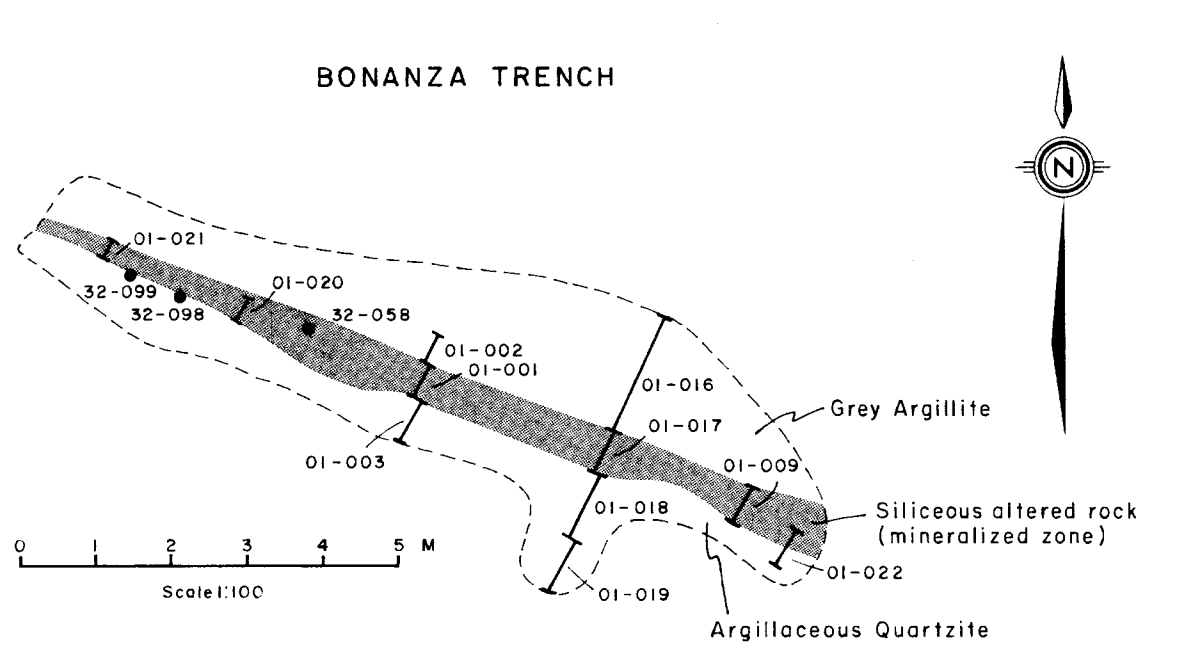 BONANZA TRENCH
N
01-021
32-099
32-098
01-020
32-058
01-002
01-001
01-003
01-016
01-017
01-009
Grey Argillite
01-018
01-019
Siliceous altered rock
(mineralized zone)
01-022
Argillaceous Quartzite
0 1 2 3 4 5 M
Scale 1:100